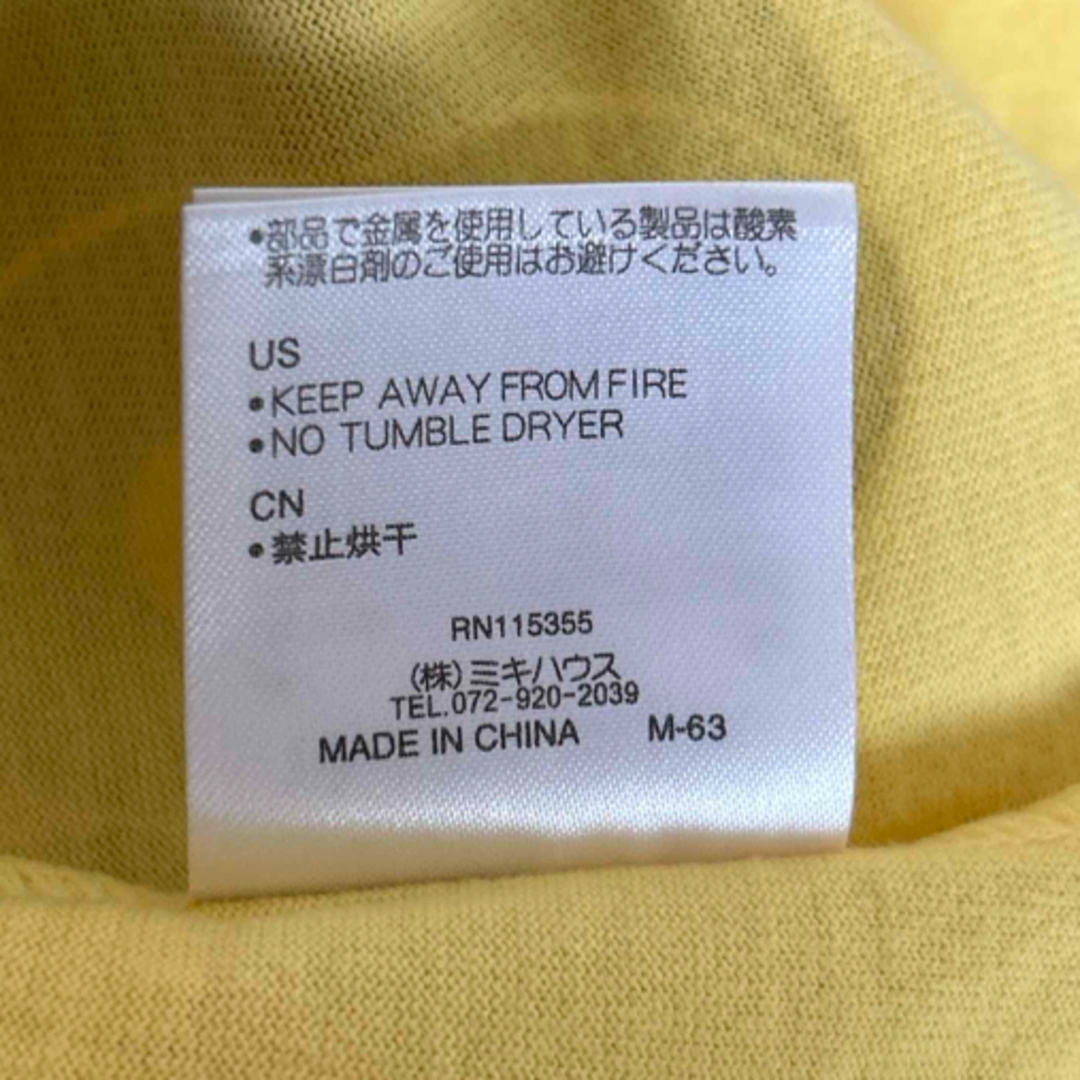 •部品で金属を使用している製品は酸素
系漂白剤のご使用はお避けください。
US
•KEEP AWAY FROM FIRE
•NO TUMBLE DRYER
CN
•禁止烘干
RN115355
(株)ミキハウス
TEL.072-920-2039
MADE IN CHINA M-63